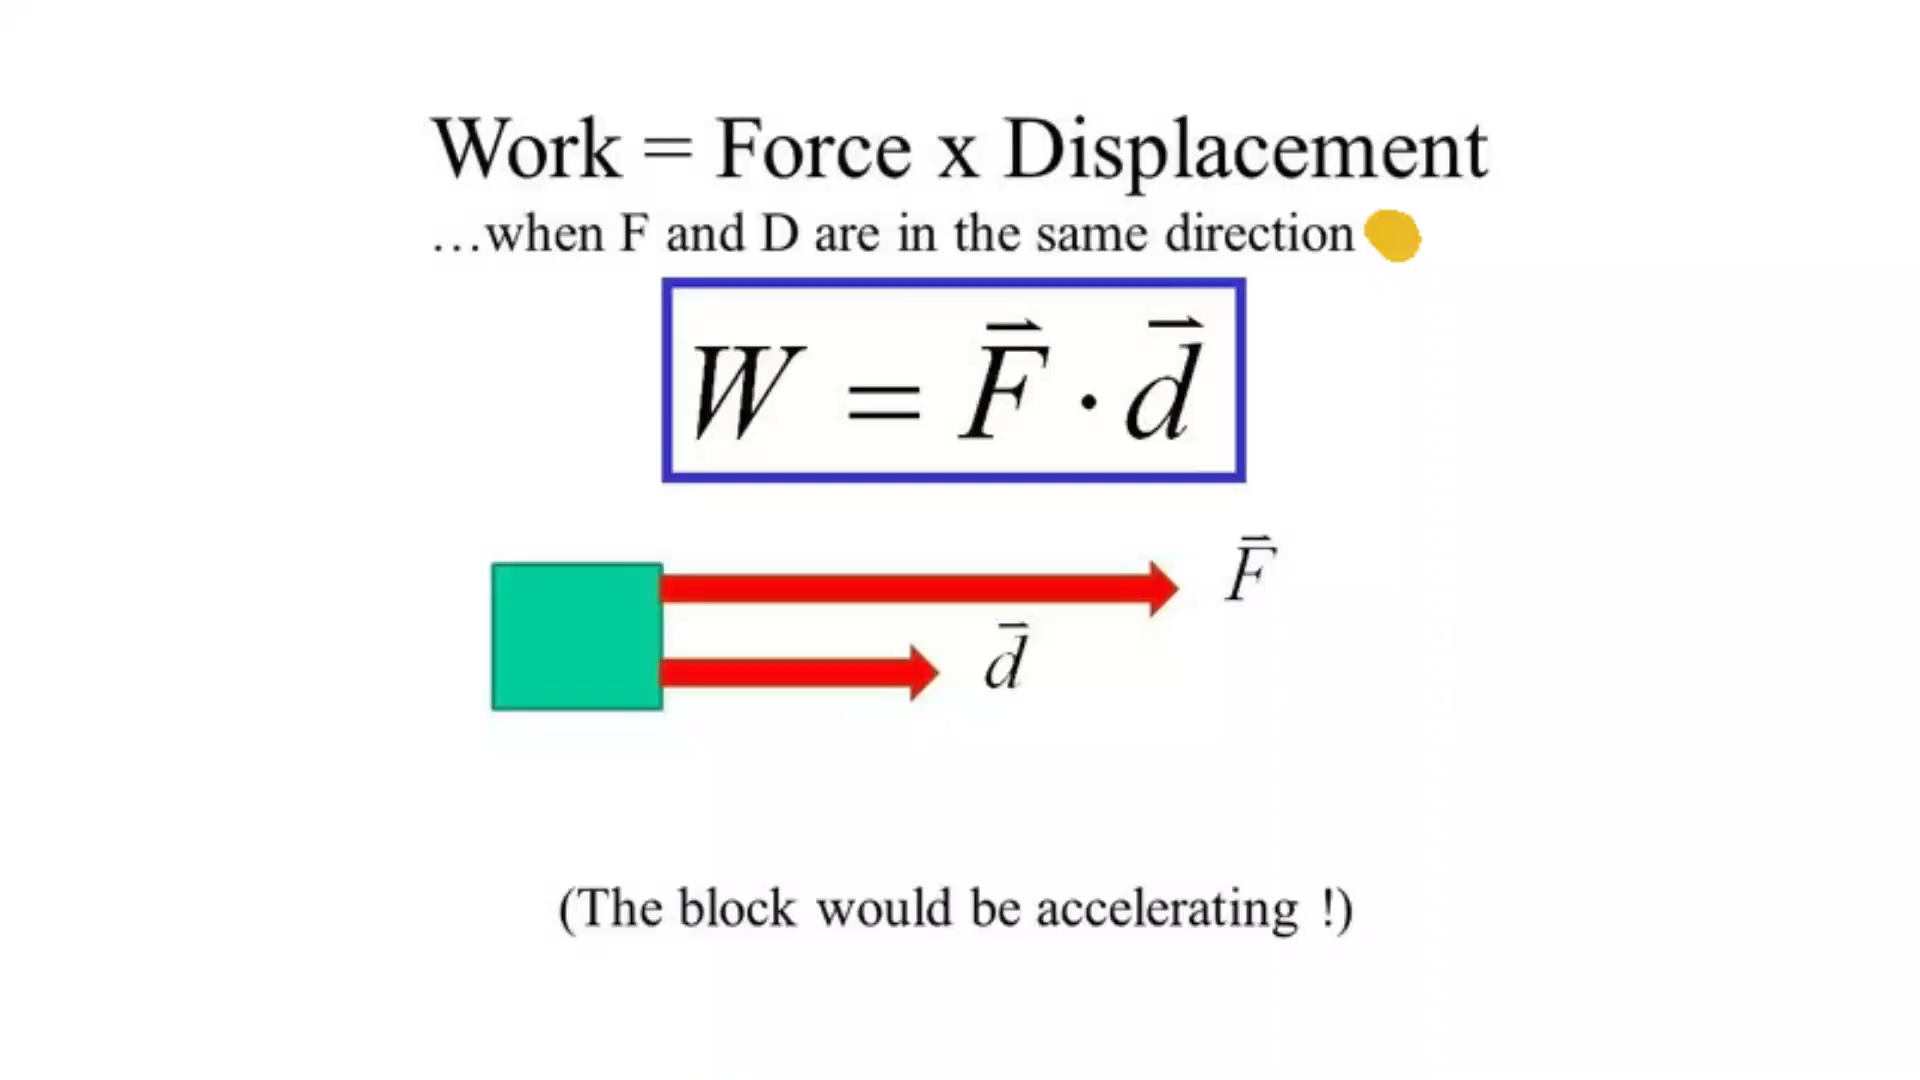 Work = Force x Displacement
…when F and D are in the same direction
W = F⃗ · d⃗
F⃗
d⃗
(The block would be accelerating !)